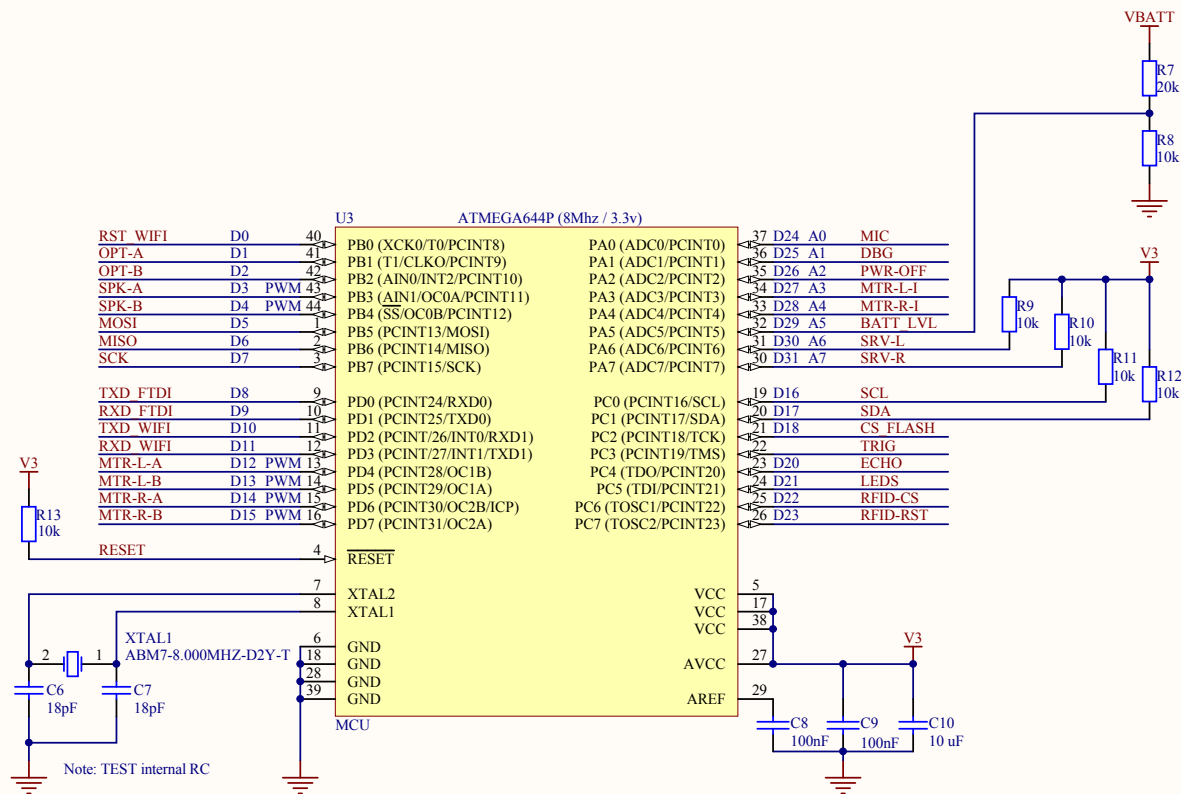 VBATT
R7
20k
R8
10k
U3 ATMEGA644P (8Mhz / 3.3v)
RST_WIFI D0 40 PB0 (XCK0/T0/PCINT8)
OPT-A D1 41 PB1 (T1/CLKO/PCINT9)
OPT-B D2 42 PB2 (AIN0/INT2/PCINT10)
SPK-A D3 PWM 43 PB3 (AIN1/OC0A/PCINT11)
SPK-B D4 PWM 44 PB4 (SS/OC0B/PCINT12)
MOSI D5 1 PB5 (PCINT13/MOSI)
MISO D6 2 PB6 (PCINT14/MISO)
SCK D7 3 PB7 (PCINT15/SCK)
TXD_FTDI D8 9 PD0 (PCINT24/RXD0)
RXD_FTDI D9 10 PD1 (PCINT25/TXD0)
TXD_WIFI D10 11 PD2 (PCINT/26/INT0/RXD1)
RXD_WIFI D11 12 PD3 (PCINT/27/INT1/TXD1)
MTR-L-A D12 PWM 13 PD4 (PCINT28/OC1B)
MTR-L-B D13 PWM 14 PD5 (PCINT29/OC1A)
MTR-R-A D14 PWM 15 PD6 (PCINT30/OC2B/ICP)
MTR-R-B D15 PWM 16 PD7 (PCINT31/OC2A)
PA0 (ADC0/PCINT0) 37 D24 A0 MIC
PA1 (ADC1/PCINT1) 36 D25 A1 DBG
PA2 (ADC2/PCINT2) 35 D26 A2 PWR-OFF
PA3 (ADC3/PCINT3) 34 D27 A3 MTR-L-I
PA4 (ADC4/PCINT4) 33 D28 A4 MTR-R-I
PA5 (ADC5/PCINT5) 32 D29 A5 BATT_LVL
PA6 (ADC6/PCINT6) 31 D30 A6 SRV-L
PA7 (ADC7/PCINT7) 30 D31 A7 SRV-R
PC0 (PCINT16/SCL) 19 D16 SCL
PC1 (PCINT17/SDA) 20 D17 SDA
PC2 (PCINT18/TCK) 21 D18 CS_FLASH
PC3 (PCINT19/TMS) 22 TRIG
PC4 (TDO/PCINT20) 23 D20 ECHO
PC5 (TDI/PCINT21) 24 D21 LEDS
PC6 (TOSC1/PCINT22) 25 D22 RFID-CS
PC7 (TOSC2/PCINT23) 26 D23 RFID-RST
V3
R9
10k
R10
10k
R11
10k
R12
10k
V3
R13
10k
RESET 4 RESET
7 XTAL2
8 XTAL1
6 GND
18 GND
28 GND
39 GND
VCC 5
VCC 17
VCC 38
AVCC 27
AREF 29
XTAL1
ABM7-8.000MHZ-D2Y-T
2 1
C6
18pF
C7
18pF
Note: TEST internal RC
MCU
V3
C8
100nF
C9
100nF
C10
10 uF